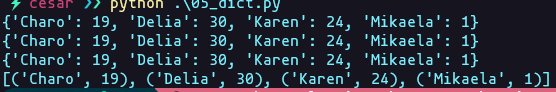 cesar >> python .\05_dict.py
{'Charo': 19, 'Delia': 30, 'Karen': 24, 'Mikaela': 1}
{'Charo': 19, 'Delia': 30, 'Karen': 24, 'Mikaela': 1}
{'Charo': 19, 'Delia': 30, 'Karen': 24, 'Mikaela': 1}
[('Charo', 19), ('Delia', 30), ('Karen', 24), ('Mikaela', 1)]